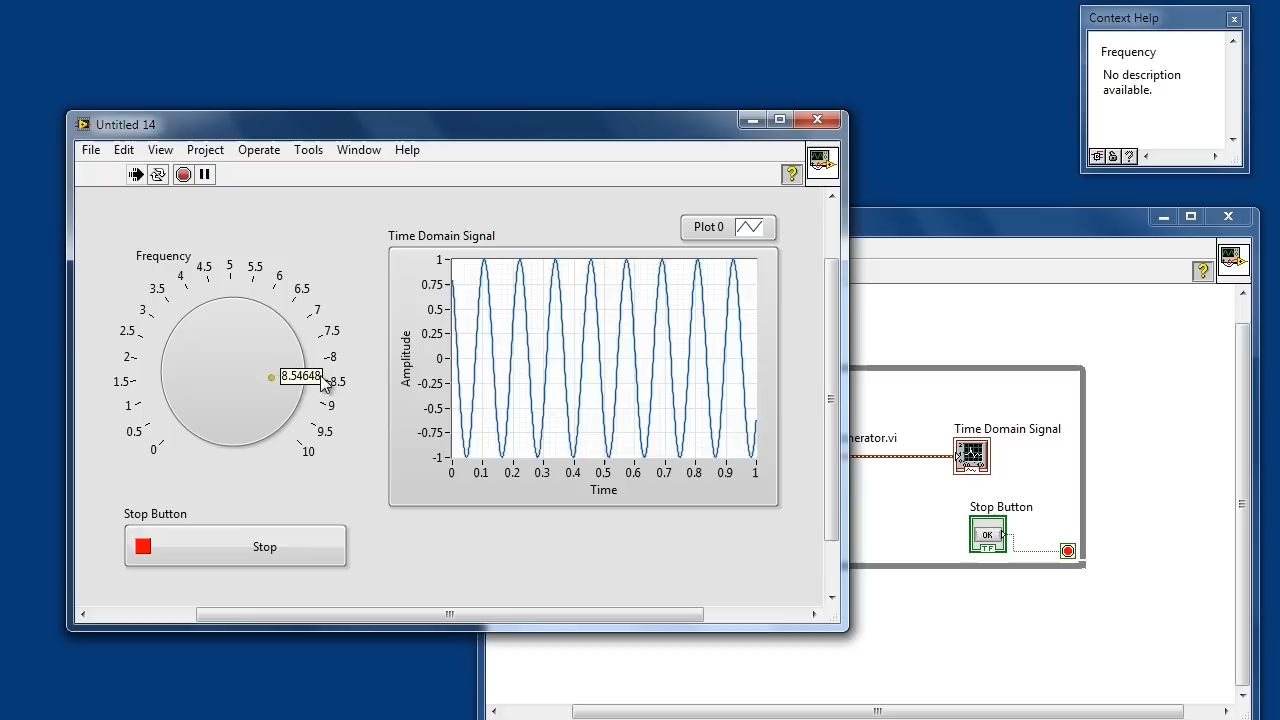 Context Help
Frequency
No description
available.
Untitled 14
File Edit View Project Operate Tools Window Help
?
Plot 0
Time Domain Signal
Frequency
0
0.5
1
1.5
2
2.5
3
3.5
4
4.5
5
5.5
6
6.5
7
7.5
8
8.5
9
9.5
10
8.54648
Amplitude
1
0.75
0.5
0.25
0
-0.25
-0.5
-0.75
-1
0 0.1 0.2 0.3 0.4 0.5 0.6 0.7 0.8 0.9 1
Time
Stop Button
Stop
?
?
nerator.vi
Time Domain Signal
Stop Button
OK
TF